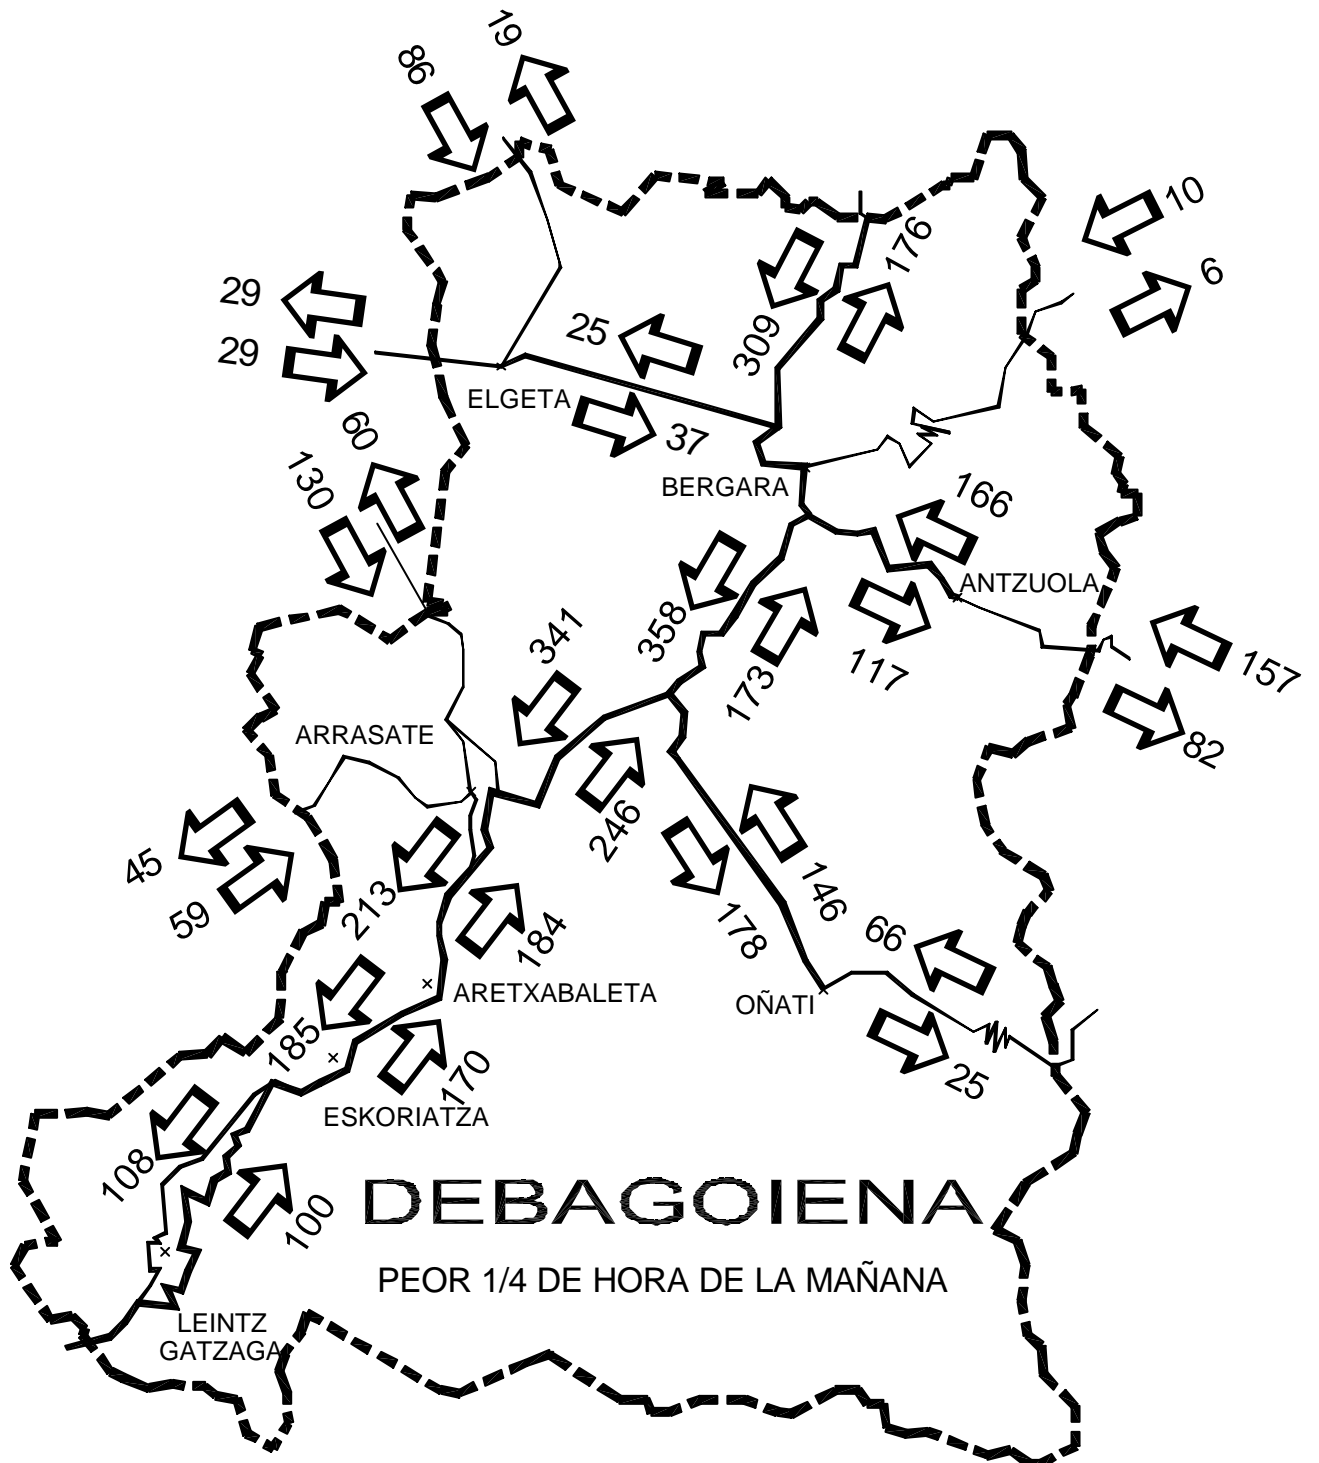 19
86
10
6
176
29
309
25
29
ELGETA
37
60
130
BERGARA
166
ANTZUOLA
358
341
117
173
157
82
ARRASATE
246
45
59
213
184
178
146
66
ARETXABALETA
OÑATI
185
170
25
ESKORIATZA
108
100
DEBAGOIENA
PEOR 1/4 DE HORA DE LA MAÑANA
LEINTZ
GATZAGA